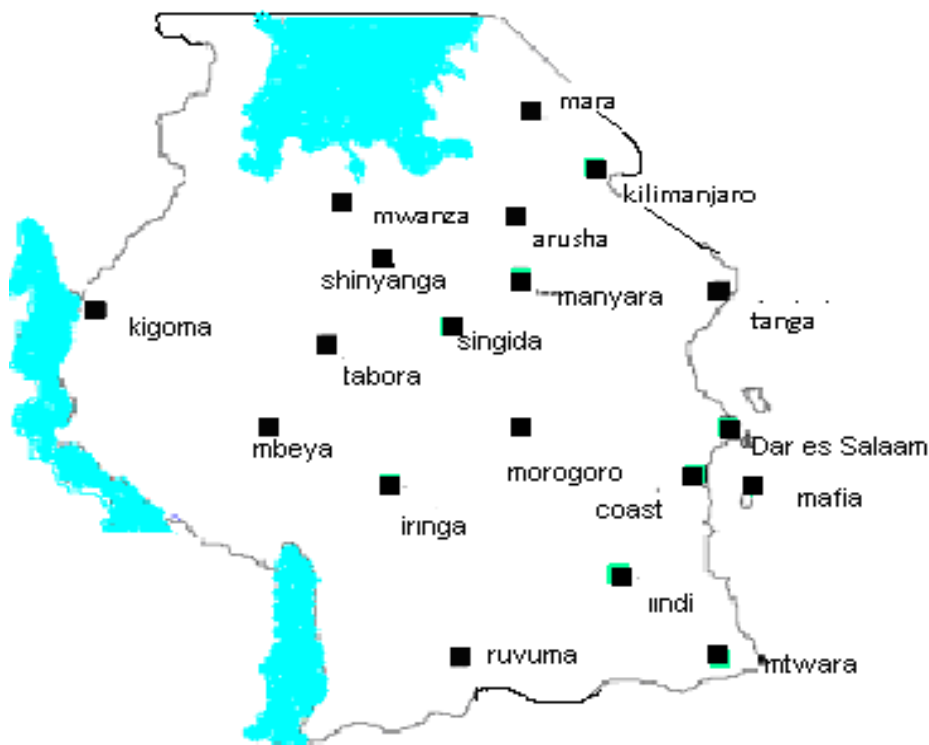 mara
kilimanjaro
mwanza
arusha
shinyanga
manyara
kigoma
singida
tanga
tabora
mbeya
morogoro
Dar es Salaam
iringa
coast
mafia
lindi
ruvuma
mtwara